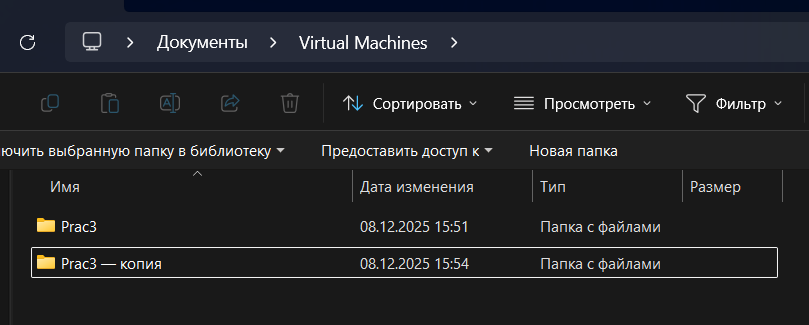 Документы > Virtual Machines >
Сортировать Просмотреть Фильтр
ючить выбранную папку в библиотеку Предоставить доступ к Новая папка
Имя Дата изменения Тип Размер
Prac3 08.12.2025 15:51 Папка с файлами
Prac3 — копия 08.12.2025 15:54 Папка с файлами